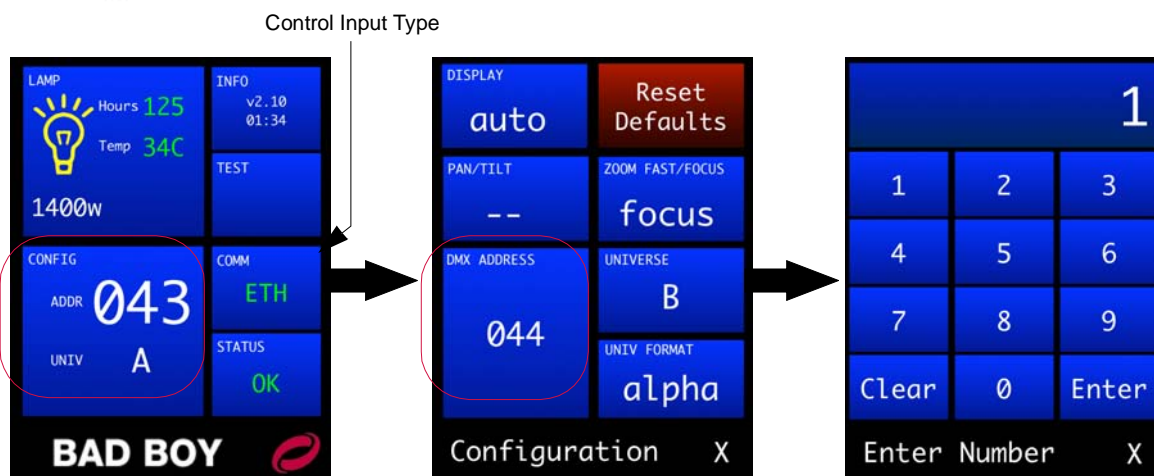 Control Input Type
LAMP
Hours 125
Temp 34C
1400w
INFO
v2.10
01:34
TEST
CONFIG
ADDR 043
UNIV A
COMM
ETH
STATUS
OK
BAD BOY
DISPLAY
auto
Reset
Defaults
PAN/TILT
--
ZOOM FAST/FOCUS
focus
DMX ADDRESS
044
UNIVERSE
B
UNIV FORMAT
alpha
Configuration X
1
1 2 3
4 5 6
7 8 9
Clear 0 Enter
Enter Number X